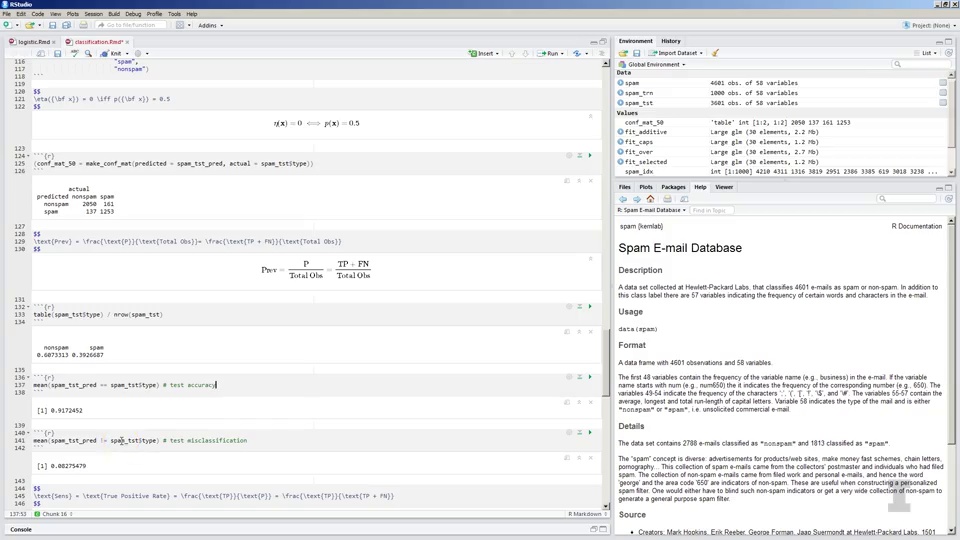 RStudio
File Edit Code View Plots Session Build Debug Profile Tools Help
Go to file/function
Addins
Project: (None)
logistic.Rmd
classification.Rmd*
Knit
Insert
Run
116 "spam",
117 "nonspam")
118 ```
119
120 $$
121 \eta({\bf x}) = 0 \iff p({\bf x}) = 0.5
122 $$
η(x) = 0 ⟺ p(x) = 0.5
123
124 ```{r}
125 (conf_mat_50 = make_conf_mat(predicted = spam_tst_pred, actual = spam_tst$type))
126 ```
actual
predicted nonspam spam
nonspam 2050 161
spam 137 1253
127
128 $$
129 \text{Prev} = \frac{\text{P}}{\text{Total Obs}}= \frac{\text{TP + FN}}{\text{Total Obs}}
130 $$
Prev = P / Total Obs = TP + FN / Total Obs
131
132 ```{r}
133 table(spam_tst$type) / nrow(spam_tst)
134 ```
nonspam spam
0.6073313 0.3926687
135
136 ```{r}
137 mean(spam_tst_pred == spam_tst$type) # test accuracy
138 ```
[1] 0.9172452
139
140 ```{r}
141 mean(spam_tst_pred != spam_tst$type) # test misclassification
142 ```
[1] 0.08275479
143
144 $$
145 \text{Sens} = \text{True Positive Rate} = \frac{\text{TP}}{\text{P}} = \frac{\text{TP}}{\text{TP + FN}}
146 $$
137:53 Chunk 16 R Markdown
Console
Environment History
Import Dataset List
Global Environment
Data
spam 4601 obs. of 58 variables
spam_trn 1000 obs. of 58 variables
spam_tst 3601 obs. of 58 variables
Values
conf_mat_50 'table' int [1:2, 1:2] 2050 137 161 1253
fit_additive Large glm (30 elements, 2.2 Mb)
fit_caps Large glm (30 elements, 1.2 Mb)
fit_over Large glm (30 elements, 2.7 Mb)
fit_selected Large glm (30 elements, 1.2 Mb)
spam_idx int [1:1000] 4210 4311 1316 3819 2951 2386 3385 619 3018 3238 ...
Files Plots Packages Help Viewer
R: Spam E-mail Database Find in Topic
spam {kernlab} R Documentation
Spam E-mail Database
Description
A data set collected at Hewlett-Packard Labs, that classifies 4601 e-mails as spam or non-spam. In addition to
this class label there are 57 variables indicating the frequency of certain words and characters in the e-mail.
Usage
data(spam)
Format
A data frame with 4601 observations and 58 variables.
The first 48 variables contain the frequency of the variable name (e.g., business) in the e-mail. If the variable
name starts with num (e.g., num650) the it indicates the frequency of the corresponding number (e.g., 650). The
variables 49-54 indicate the frequency of the characters ';', '(', '[', '!', '\$', and '\#'. The variables 55-57 contain the
average, longest and total run-length of capital letters. Variable 58 indicates the type of the mail and is either
"nonspam" or "spam", i.e. unsolicited commercial e-mail.
Details
The data set contains 2788 e-mails classified as "nonspam" and 1813 classified as "spam".
The "spam" concept is diverse: advertisements for products/web sites, make money fast schemes, chain letters,
pornography... This collection of spam e-mails came from the collectors' postmaster and individuals who had filed
spam. The collection of non-spam e-mails came from filed work and personal e-mails, and hence the word
'george' and the area code '650' are indicators of non-spam. These are useful when constructing a personalized
spam filter. One would either have to blind such non-spam indicators or get a very wide collection of non-spam to
generate a general purpose spam filter.
Source
• Creators: Mark Hopkins, Erik Reeber, George Forman, Jaap Suermondt at Hewlett-Packard Labs, 1501